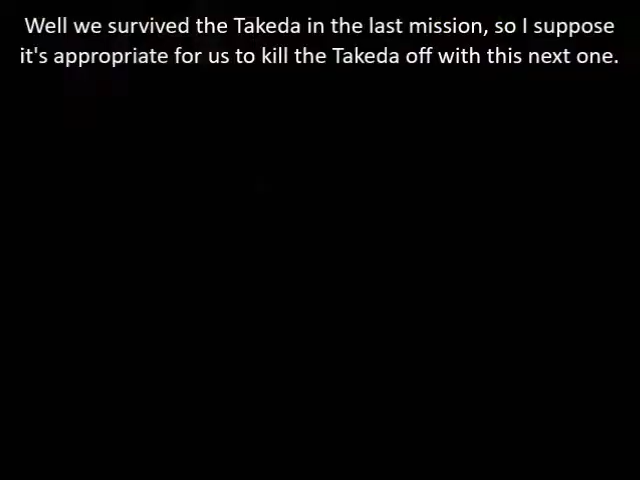 Well we survived the Takeda in the last mission, so I suppose
it's appropriate for us to kill the Takeda off with this next one.